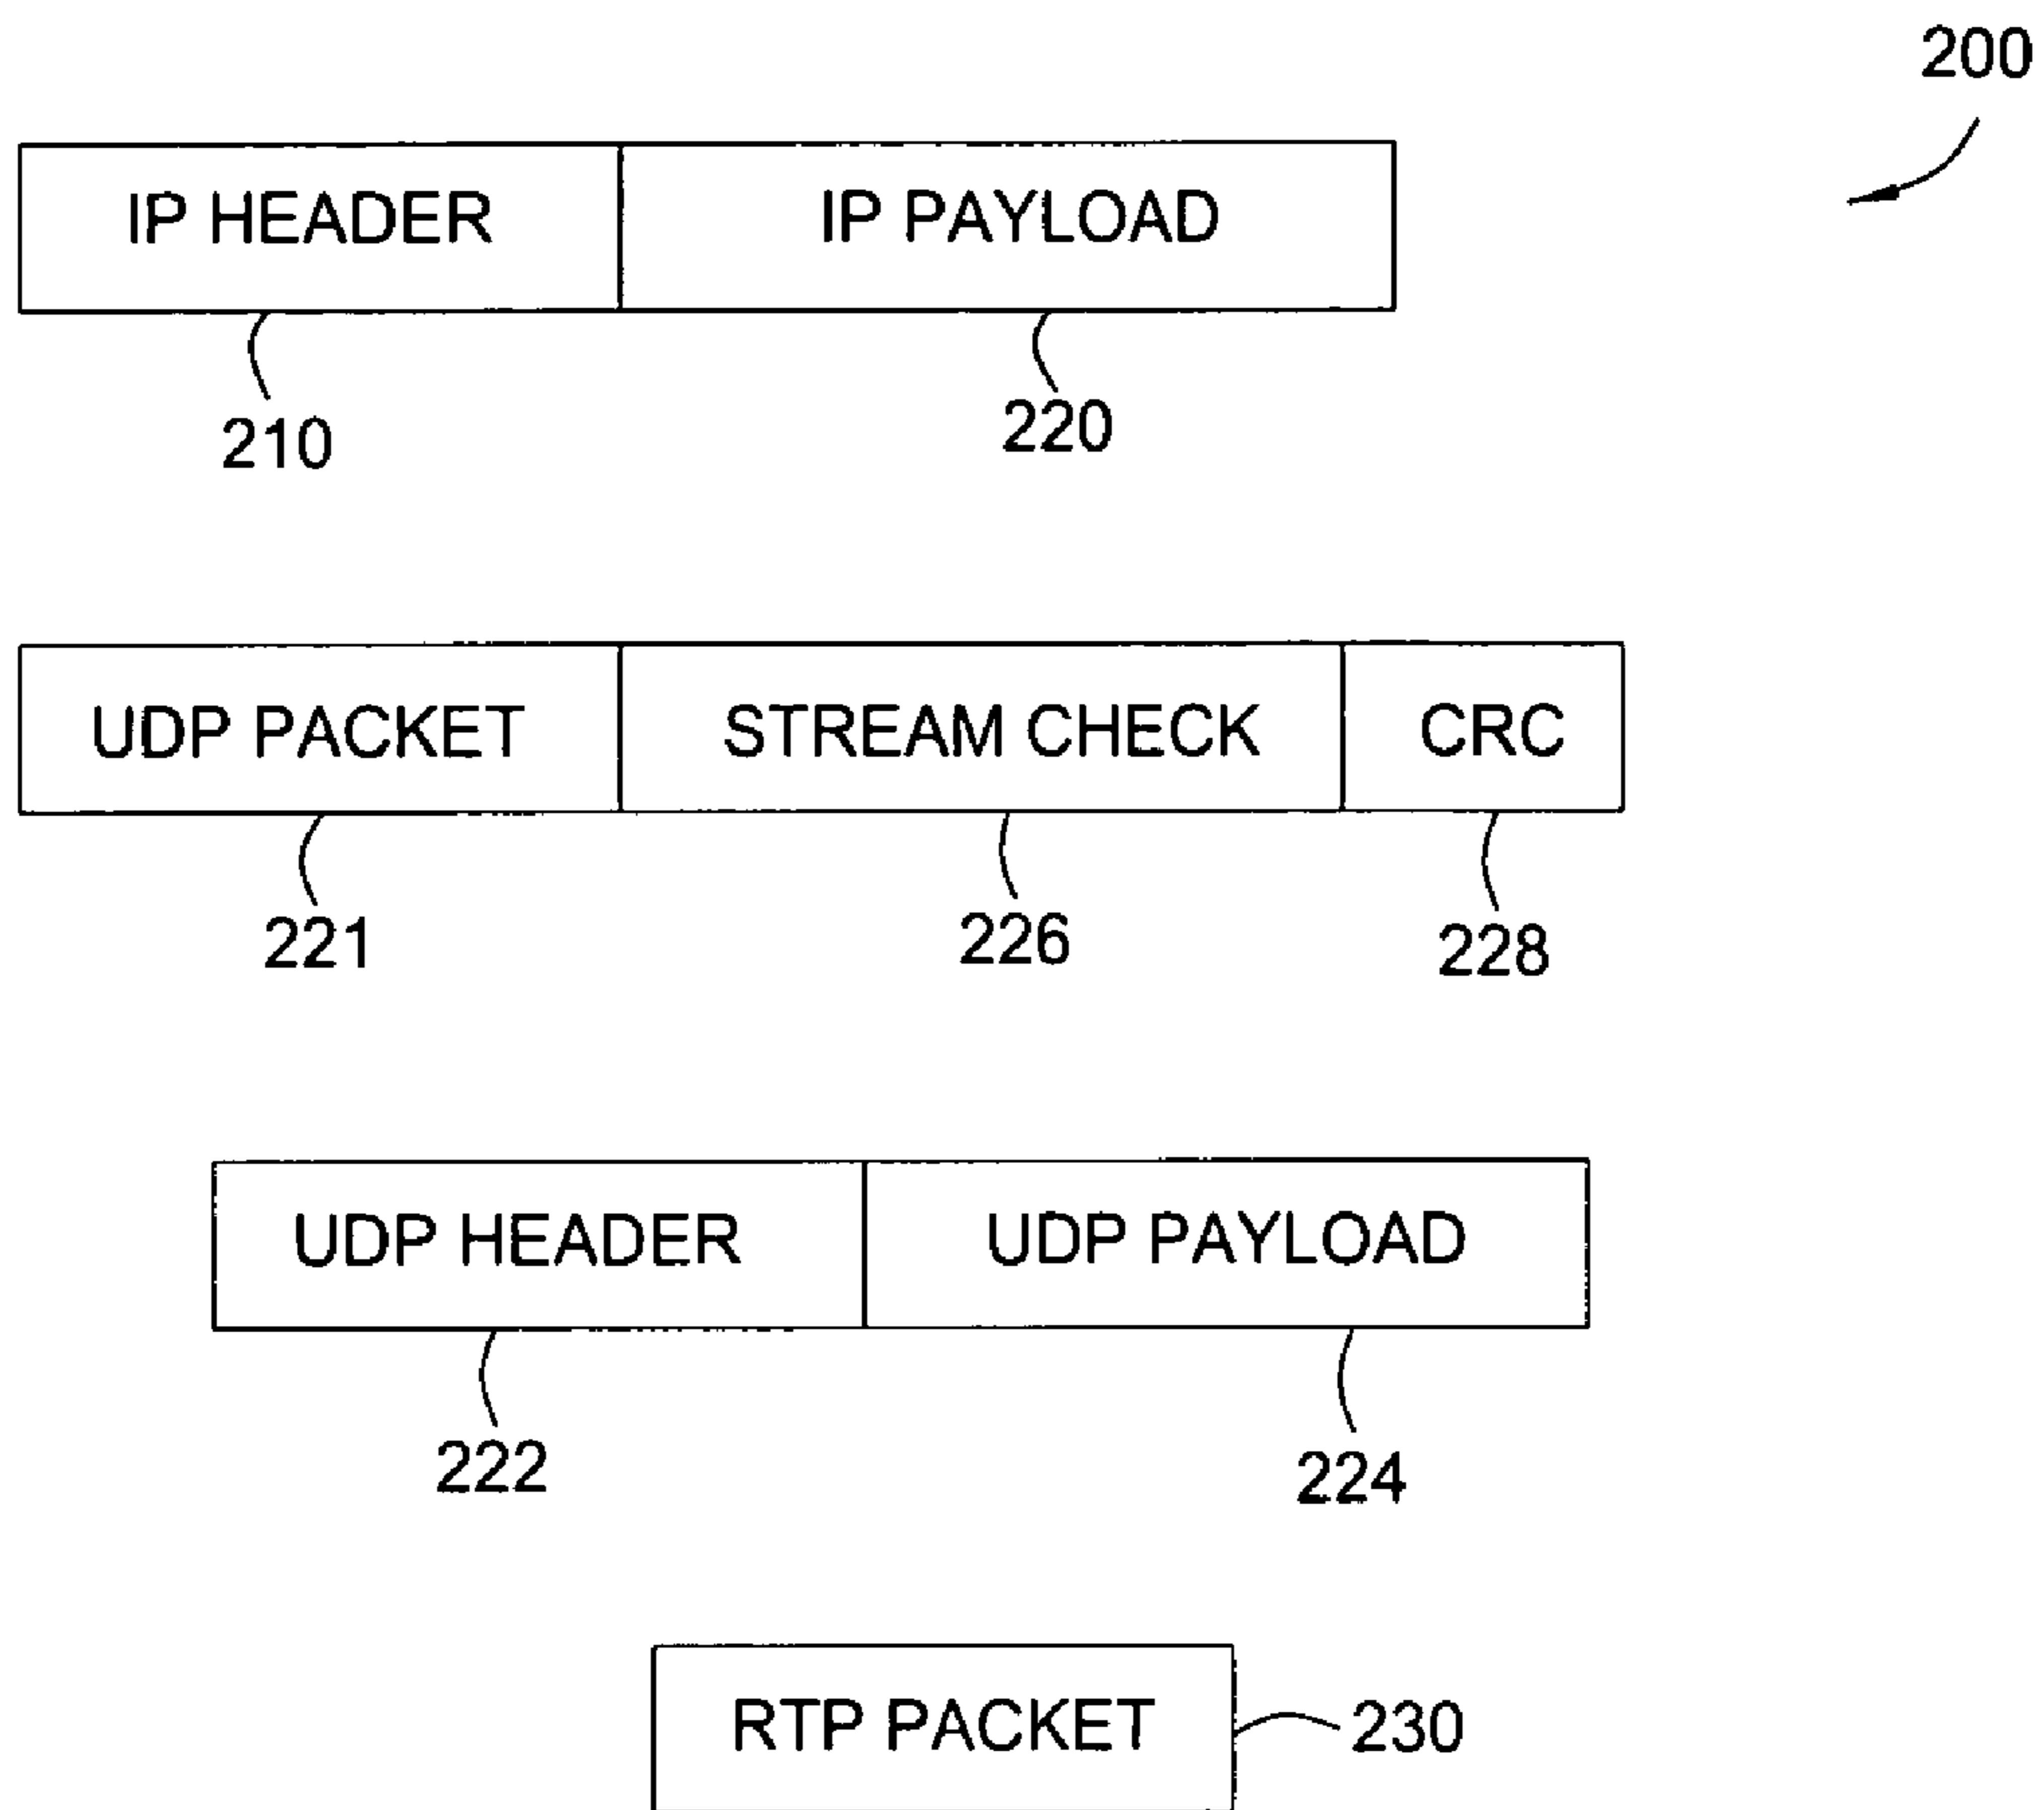 200
IP HEADER IP PAYLOAD
210 220
UDP PACKET STREAM CHECK CRC
221 226 228
UDP HEADER UDP PAYLOAD
222 224
RTP PACKET 230